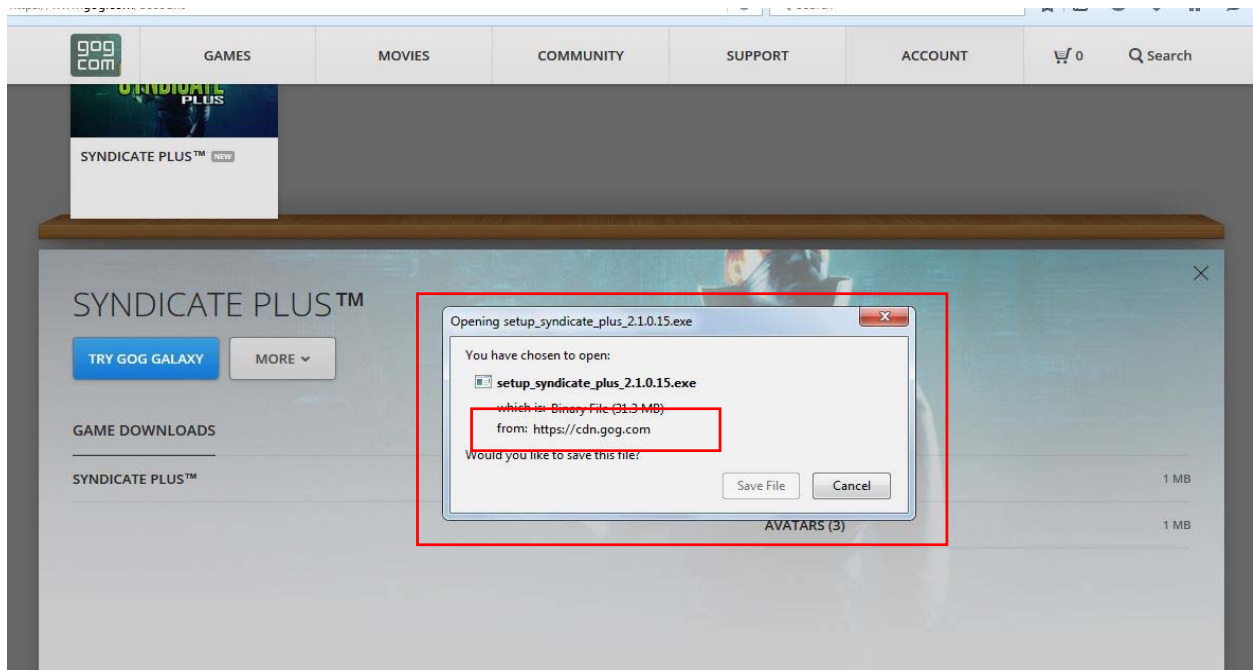 gog
com
GAMES
MOVIES
COMMUNITY
SUPPORT
ACCOUNT
0
Search
SYNDICATE
PLUS
SYNDICATE PLUS™ NEW
SYNDICATE PLUS™
TRY GOG GALAXY
MORE
GAME DOWNLOADS
SYNDICATE PLUS™
Opening setup_syndicate_plus_2.1.0.15.exe
You have chosen to open:
setup_syndicate_plus_2.1.0.15.exe
which is: Binary File (31.3 MB)
from: https://cdn.gog.com
Would you like to save this file?
Save File
Cancel
1 MB
AVATARS (3)
1 MB